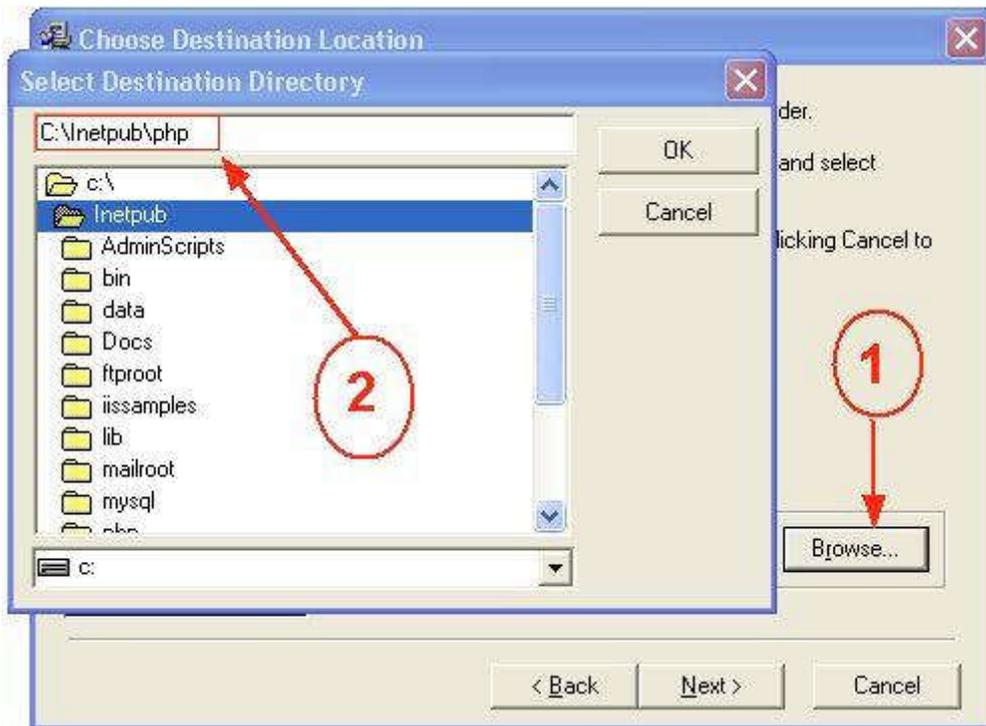 Choose Destination Location
Select Destination Directory
C:\Inetpub\php
OK
Cancel
c:\
Inetpub
AdminScripts
bin
data
Docs
ftproot
iissamples
lib
mailroot
mysql
php
c:
der.
and select
licking Cancel to
1
2
Browse...
< Back
Next >
Cancel